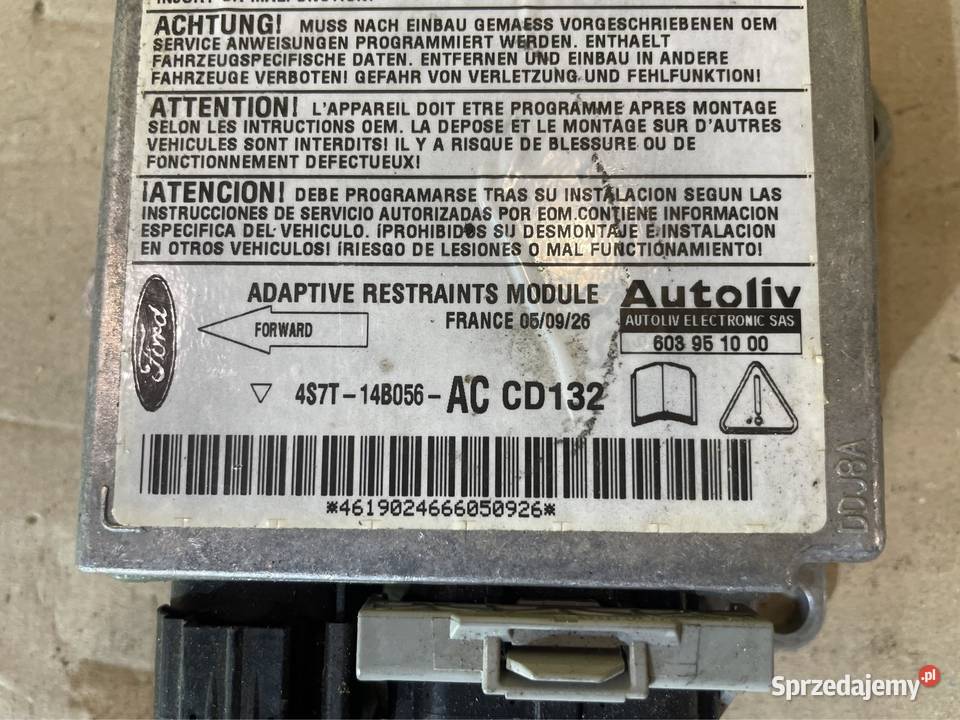 INJURY OR MALFUNCTION!
ACHTUNG! MUSS NACH EINBAU GEMAESS VORGESCHRIEBENEN OEM
SERVICE ANWEISUNGEN PROGRAMMIERT WERDEN. ENTHAELT
FAHRZEUGSPEZIFISCHE DATEN. ENTFERNEN UND EINBAU IN ANDERE
FAHRZEUGE VERBOTEN! GEFAHR VON VERLETZUNG UND FEHLFUNKTION!
ATTENTION! L'APPAREIL DOIT ETRE PROGRAMME APRES MONTAGE
SELON LES INTRUCTIONS OEM. LA DEPOSE ET LE MONTAGE SUR D'AUTRES
VEHICULES SONT INTERDITS! IL Y A RISQUE DE BLESSURE OU DE
FONCTIONNEMENT DEFECTUEUX!
¡ATENCION! DEBE PROGRAMARSE TRAS SU INSTALACION SEGUN LAS
INSTRUCCIONES DE SERVICIO AUTORIZADAS POR EOM.CONTIENE INFORMACION
ESPECIFICA DEL VEHICULO. ¡PROHIBIDOS SU DESMONTAJE E INSTALACION
EN OTROS VEHICULOS! ¡RIESGO DE LESIONES O MAL FUNCTIONAMIENTO!
Ford
ADAPTIVE RESTRAINTS MODULE
FORWARD
FRANCE 05/09/26
Autoliv
AUTOLIV ELECTRONIC SAS
603 95 10 00
4S7T-14B056-AC CD132
*4619024666050926*
DDJ8A
Sprzedajemy.pl